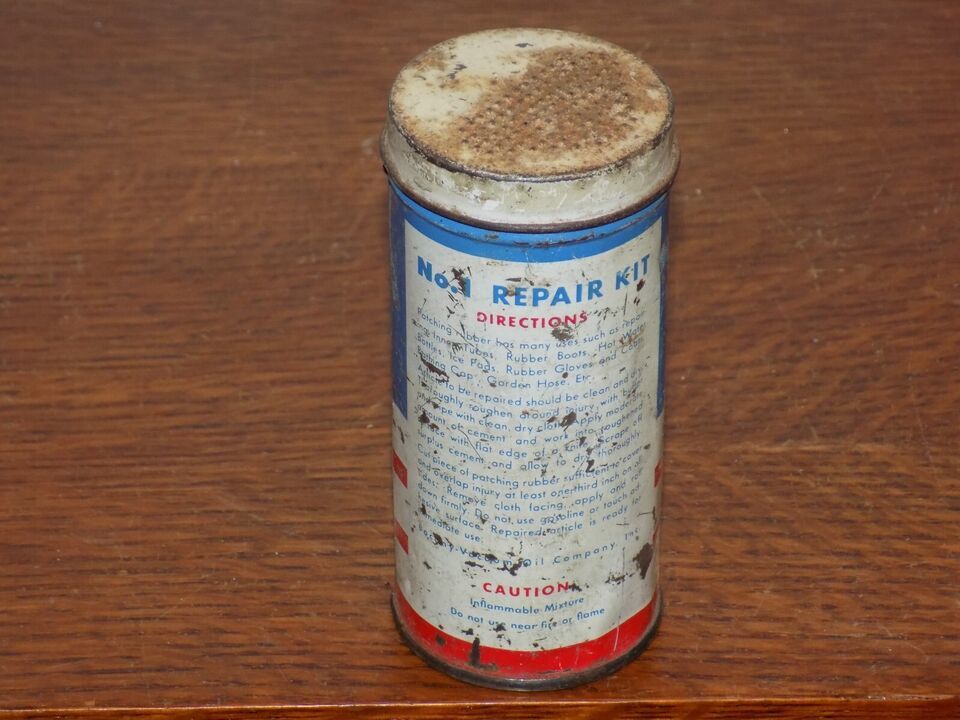 No.1 REPAIR KIT
DIRECTIONS
Patching rubber has many uses such as repair-
ing Inner Tubes, Rubber Boots, Hot Water
Bottles, Ice Pads, Rubber Gloves and Coats,
Bathing Cap, Garden Hose, Etc.
Article to be repaired should be clean and dry.
Thoroughly roughen around injury with buffer
and wipe with clean, dry cloth. Apply moderate
amount of cement and work into roughened
surface with flat edge of a knife. Scrape off
surplus cement and allow to dry thoroughly.
Cut piece of patching rubber sufficient to cover
and overlap injury at least one-third inch on all
sides. Remove cloth facing, apply and roll
down firmly. Do not use gasoline or touch ad-
hesive surface. Repaired article is ready for
immediate use.
Socony-Vacuum Oil Company
CAUTION
Inflammable Mixture
Do not use near fire or flame